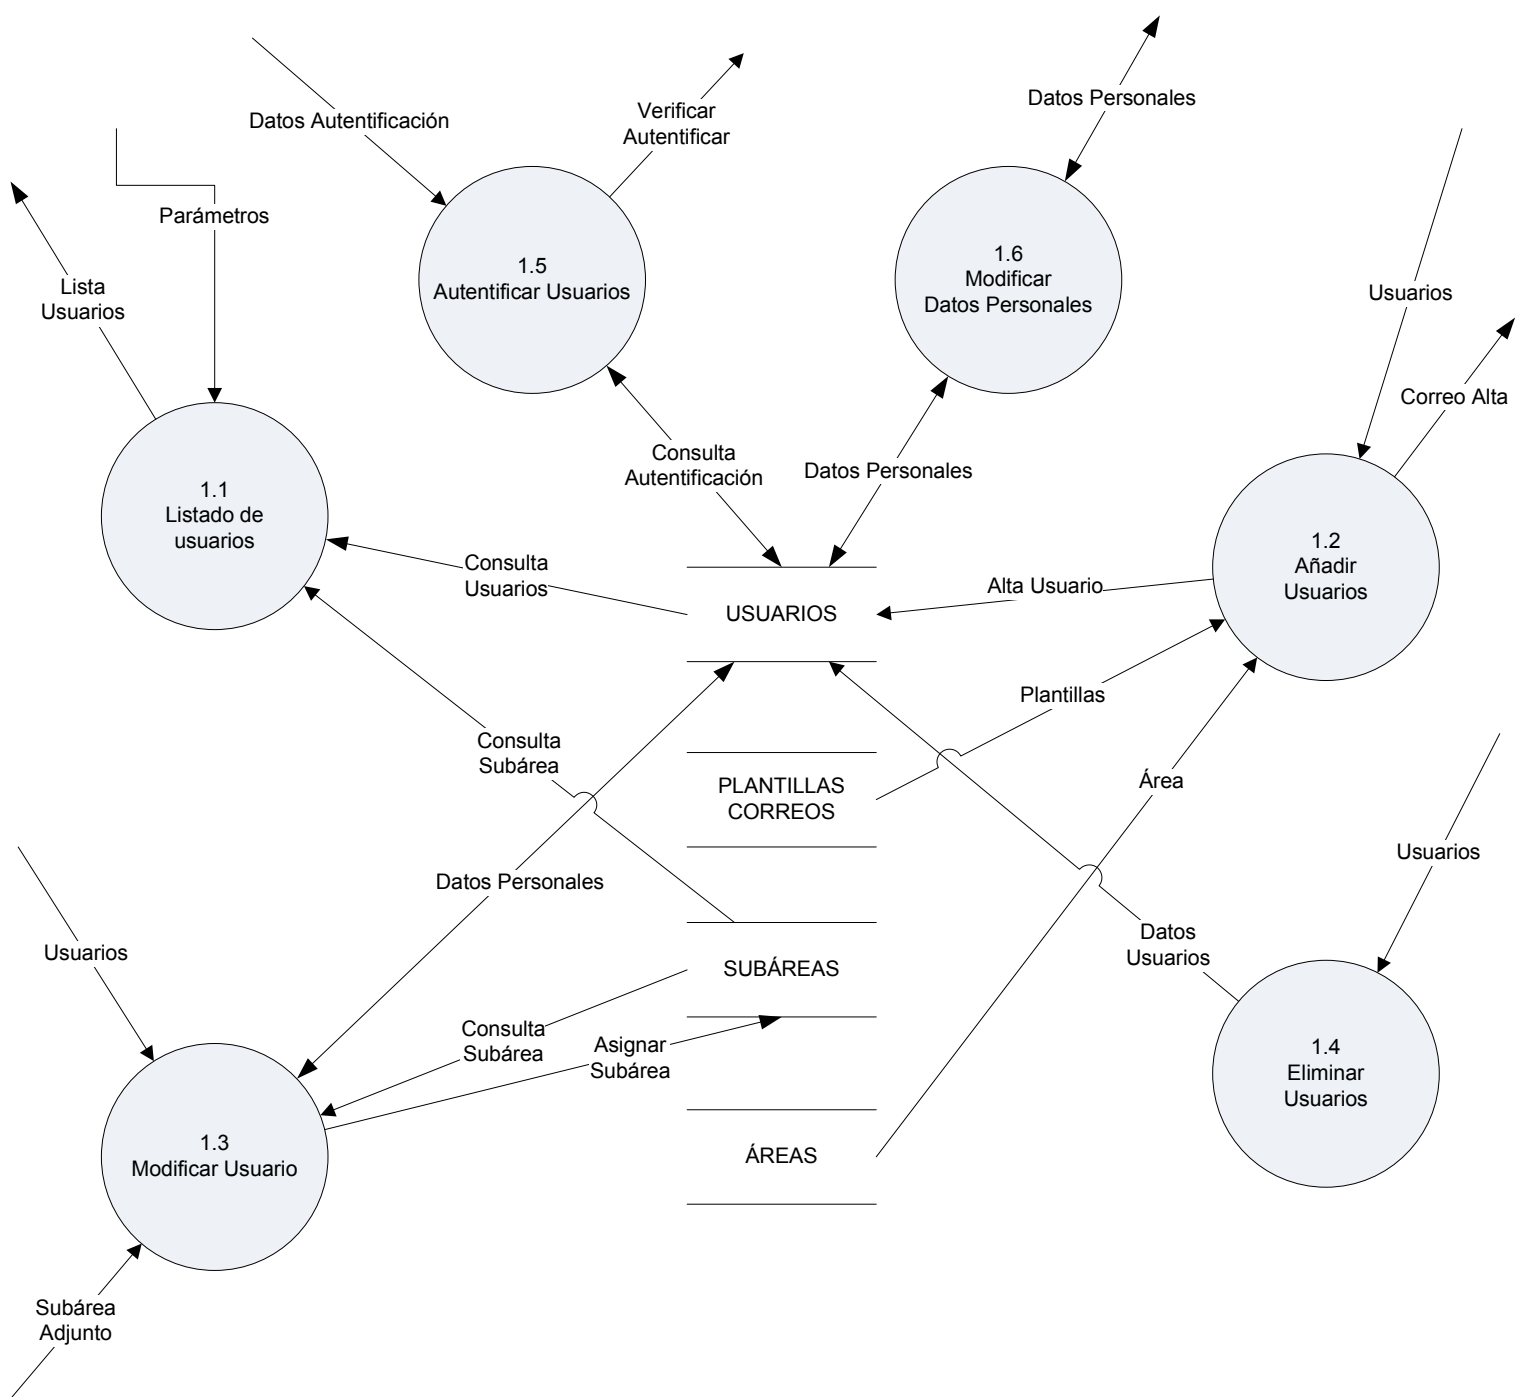 Datos Personales
Verificar
Autentificar
Datos Autentificación
Parámetros
1.5
Autentificar Usuarios
1.6
Modificar
Datos Personales
Lista
Usuarios
Usuarios
Correo Alta
Consulta
Autentificación
Datos Personales
1.1
Listado de
usuarios
1.2
Añadir
Usuarios
Consulta
Usuarios
Alta Usuario
USUARIOS
Plantillas
Consulta
Subárea
PLANTILLAS
CORREOS
Área
Usuarios
Datos Personales
Usuarios
Datos
Usuarios
SUBÁREAS
Consulta
Subárea
Asignar
Subárea
1.4
Eliminar
Usuarios
1.3
Modificar Usuario
ÁREAS
Subárea
Adjunto